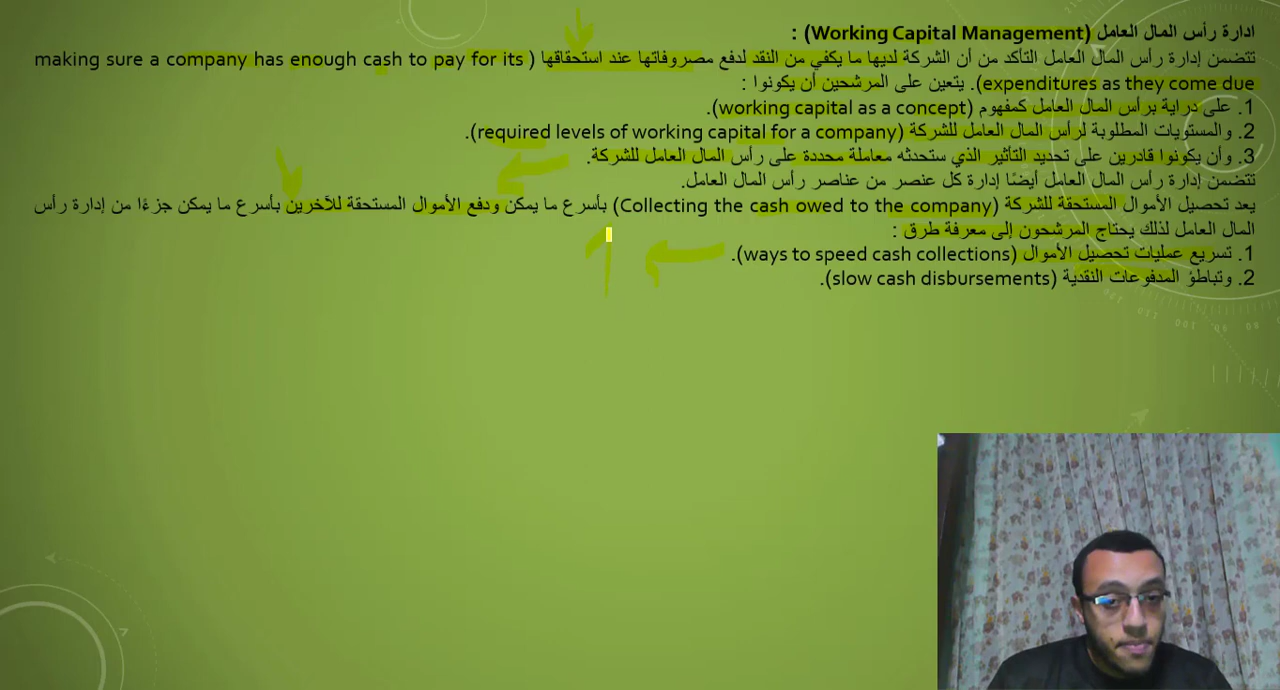 ادارة رأس المال العامل (Working Capital Management) :
تتضمن إدارة رأس المال العامل التأكد من أن الشركة لديها ما يكفي من النقد لدفع مصروفاتها عند استحقاقها ( making sure a company has enough cash to pay for its
expenditures as they come due). يتعين على المرشحين أن يكونوا :
1. على دراية برأس المال العامل كمفهوم (working capital as a concept).
2. والمستويات المطلوبة لرأس المال العامل للشركة (required levels of working capital for a company).
3. وأن يكونوا قادرين على تحديد التأثير الذي ستحدثه معاملة محددة على رأس المال العامل للشركة.
تتضمن إدارة رأس المال العامل أيضًا إدارة كل عنصر من عناصر رأس المال العامل.
يعد تحصيل الأموال المستحقة للشركة (Collecting the cash owed to the company) بأسرع ما يمكن ودفع الأموال المستحقة للآخرين بأسرع ما يمكن جزءًا من إدارة رأس
المال العامل لذلك يحتاج المرشحون إلى معرفة طرق :
1. تسريع عمليات تحصيل الأموال (ways to speed cash collections).
2. وتباطؤ المدفوعات النقدية (slow cash disbursements).